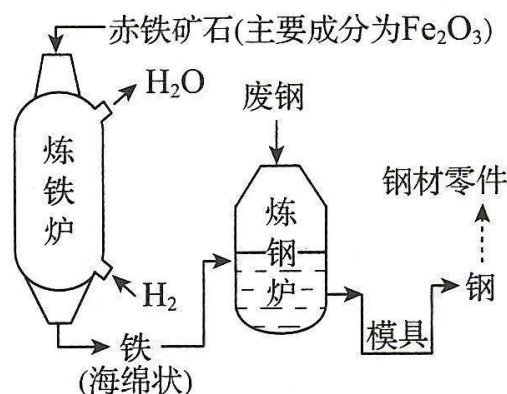 赤铁矿石(主要成分为Fe₂O₃)
H₂O
炼铁炉
H₂
铁
(海绵状)
废钢
炼钢炉
模具
钢
钢材零件